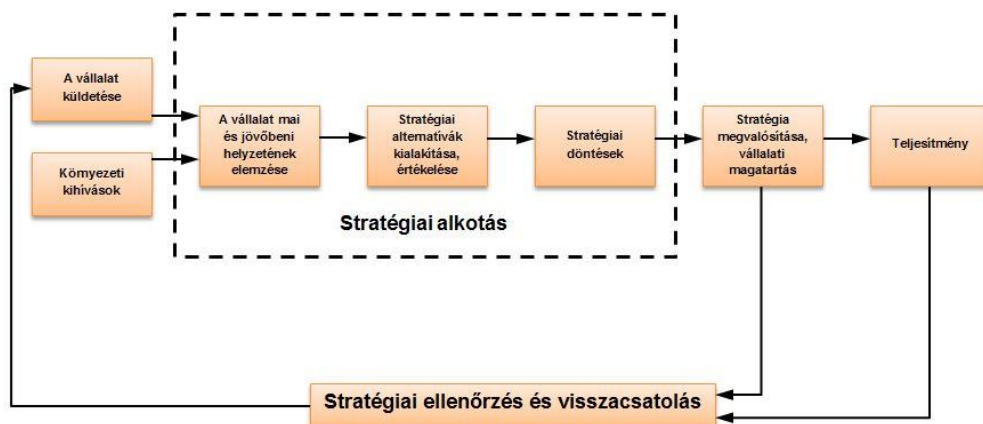 A vállalat
küldetése
Környezeti
kihívások
A vállalat mai
és jövőbeni
helyzetének
elemzése
Stratégiai
alternatívák
kialakítása,
értékelése
Stratégiai
döntések
Stratégiai alkotás
Stratégia
megvalósítása,
vállalati
magatartás
Teljesítmény
Stratégiai ellenőrzés és visszacsatolás